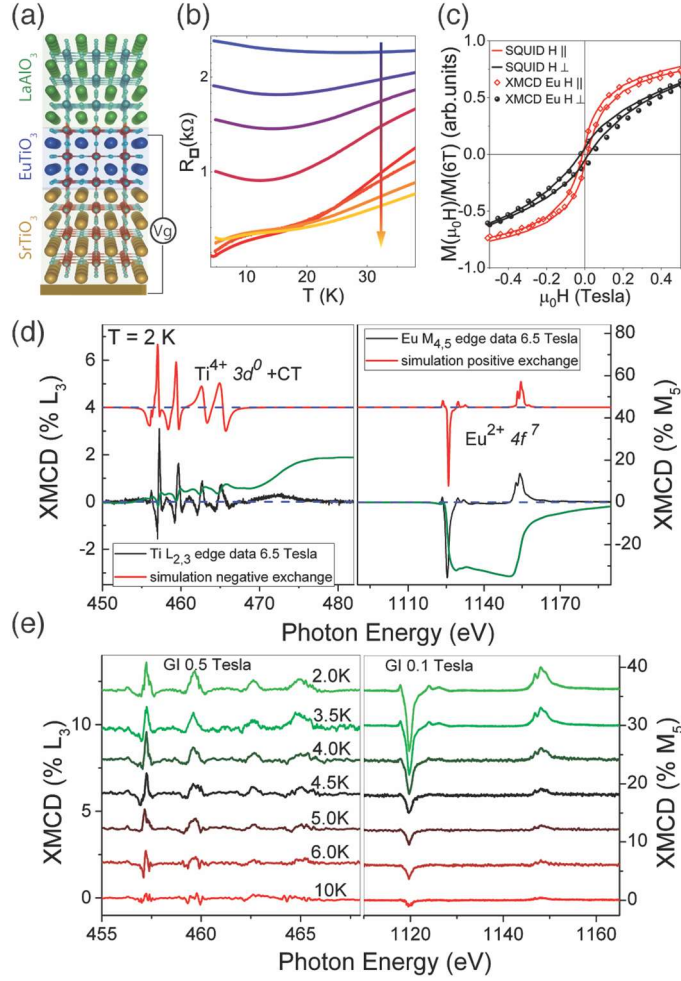 (a)
LaAlO3
EuTiO3
SrTiO3
Vg
(b)
R□(kΩ)
2
1
10 20 30
T (K)
(c)
M(μ0H)/M(6T) (arb.units)
1.0
0.5
0.0
-0.5
-1.0
SQUID H ||
SQUID H ⊥
XMCD Eu H ||
XMCD Eu H ⊥
-0.5 0.0 0.5
μ0H (Tesla)
(d)
T = 2 K
Ti4+ 3d0 +CT
XMCD (% L3)
6
4
2
0
-2
Ti L2,3 edge data 6.5 Tesla
simulation negative exchange
450 460 470 480
Eu M4,5 edge data 6.5 Tesla
simulation positive exchange
Eu2+ 4f7
80
60
40
20
0
-20
XMCD (% M5)
1110 1140 1170
Photon Energy (eV)
(e)
GI 0.5 Tesla
GI 0.1 Tesla
2.0K
3.5K
4.0K
4.5K
5.0K
6.0K
10K
XMCD (% L3)
10
5
0
455 460 465
40
30
20
10
0
XMCD (% M5)
1120 1140 1160
Photon Energy (eV)